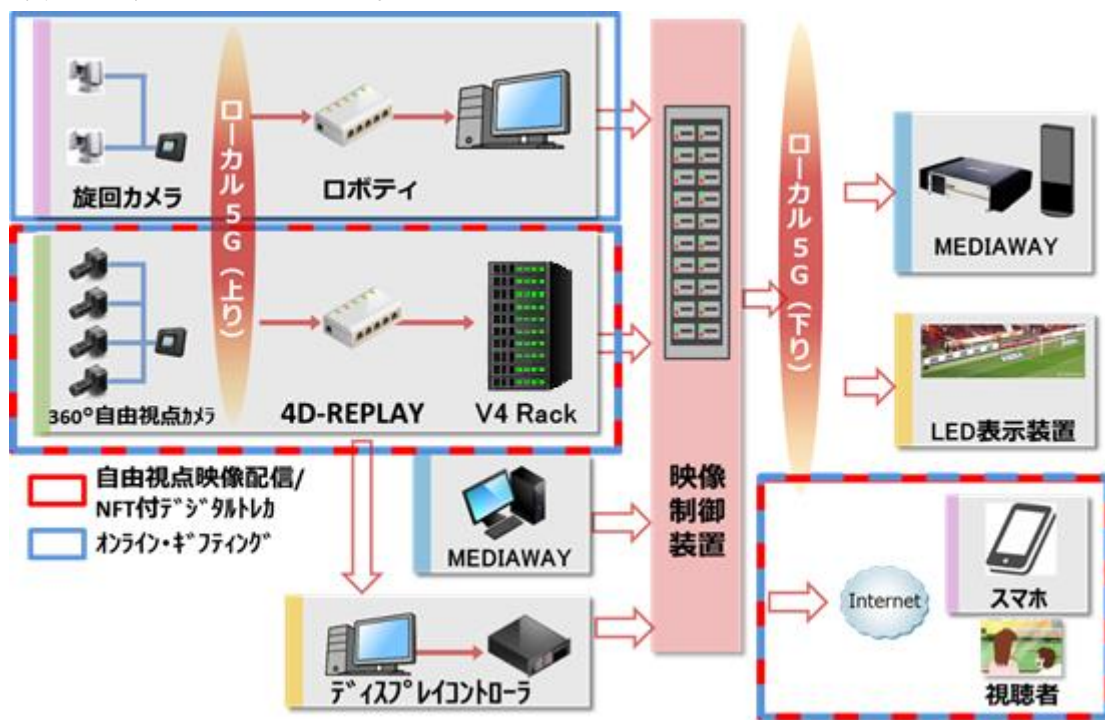 旋回カメラ
ローカル5G（上り）
ロボティ
360°自由視点ｶﾒﾗ
4D-REPLAY
V4 Rack
自由視点映像配信/
NFT付ﾃﾞｼﾞﾀﾙﾄﾚｶ
ｵﾝﾗｲﾝ・ｷﾞﾌﾃｨﾝｸﾞ
MEDIAWAY
ﾃﾞｨｽﾌﾟﾚｲｺﾝﾄﾛｰﾗ
映像
制御
装置
ローカル5G（下り）
MEDIAWAY
LED表示装置
Internet
スマホ
視聴者